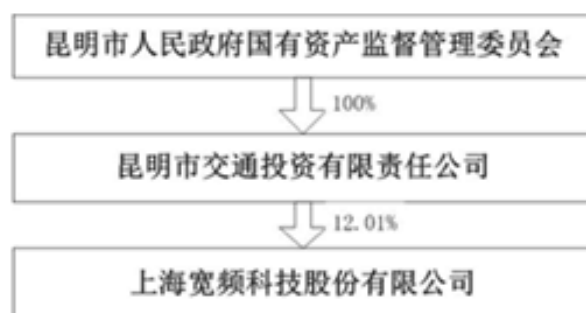 昆明市人民政府国有资产监督管理委员会
100%
昆明市交通投资有限责任公司
12.01%
上海宽频科技股份有限公司